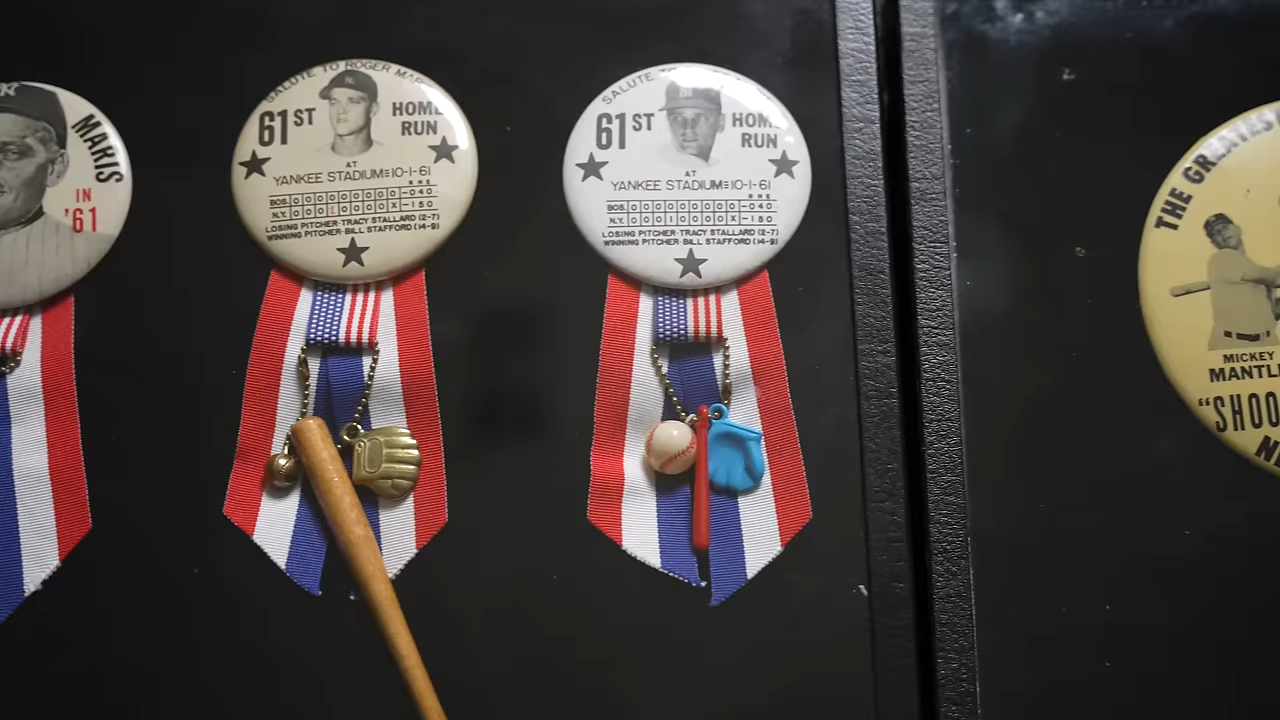 MARIS
IN
'61
SALUTE TO ROGER MAR
61ST
HOME
RUN
AT
YANKEE STADIUM 10-1-61
R H E
BOS. 0 0 0 0 0 0 0 0 0 -0 4 0
N.Y. 0 0 0 1 0 0 0 0 X -1 5 0
LOSING PITCHER-TRACY STALLARD (2-7)
WINNING PITCHER-BILL STAFFORD (14-9)
SALUTE TO
61ST
HOME
RUN
AT
YANKEE STADIUM 10-1-61
R H E
BOS. 0 0 0 0 0 0 0 0 0 -0 4 0
N.Y. 0 0 0 1 0 0 0 0 X -1 5 0
LOSING PITCHER-TRACY STALLARD (2-7)
WINNING PITCHER-BILL STAFFORD (14-9)
THE GREATEST
MICKEY
MANTL
"SHOO
N